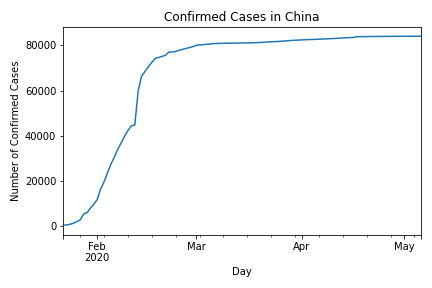 Confirmed Cases in China
80000
60000
40000
20000
0
Number of Confirmed Cases
Feb
2020
Mar
Apr
May
Day